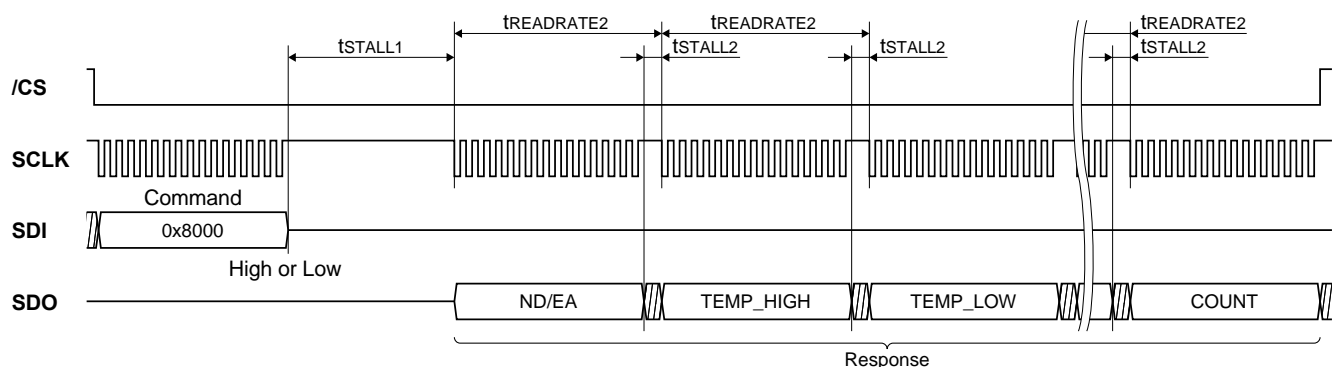 tREADRATE2 tREADRATE2 tREADRATE2
tSTALL1 tSTALL2 tSTALL2 tSTALL2
/CS
SCLK
Command
SDI 0x8000
High or Low
SDO ND/EA TEMP_HIGH TEMP_LOW COUNT
Response